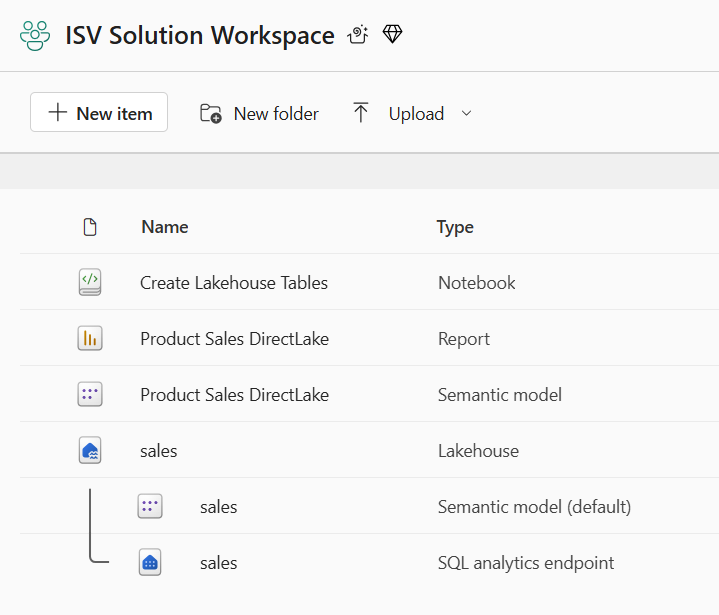 ISV Solution Workspace
New item New folder Upload
Name Type
Create Lakehouse Tables Notebook
Product Sales DirectLake Report
Product Sales DirectLake Semantic model
sales Lakehouse
sales Semantic model (default)
sales SQL analytics endpoint